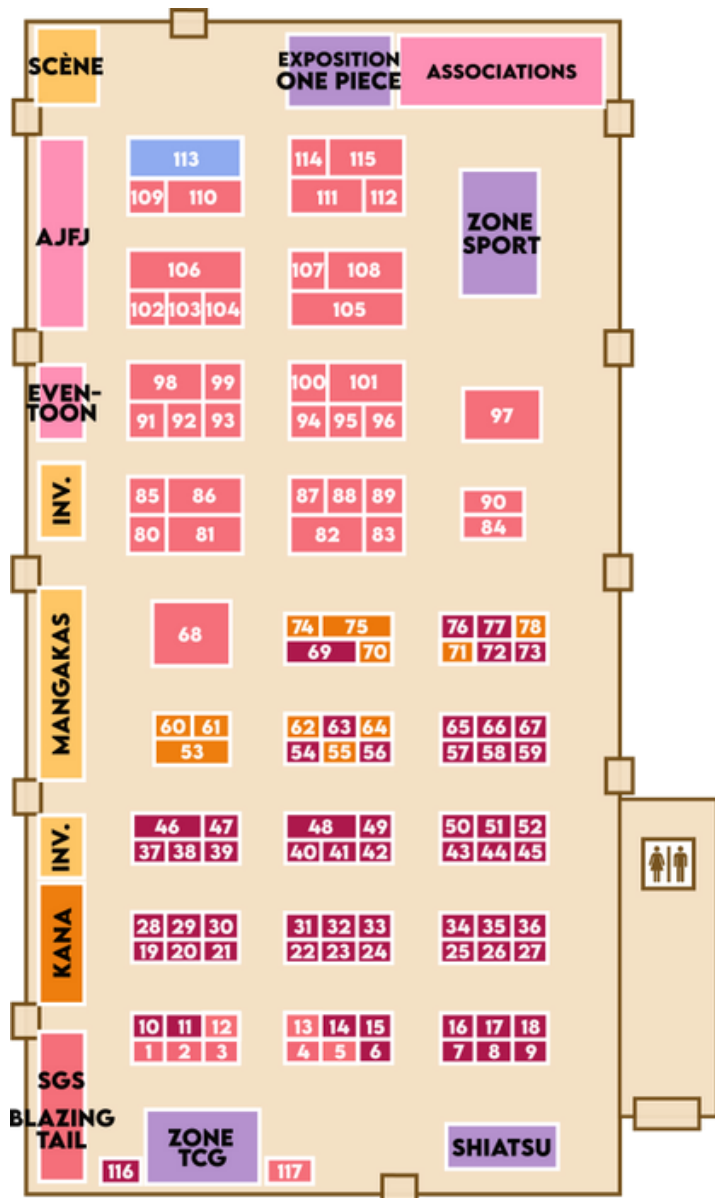 SCÈNE
EXPOSITION
ONE PIECE
ASSOCIATIONS
113
114 115
109 110
111 112
AJFJ
ZONE
SPORT
106
107 108
102 103 104
105
98 99
100 101
EVEN-
TOON
91 92 93
94 95 96
97
INV.
85 86
87 88 89
90
80 81
82 83
84
MANGAKAS
68
74 75
76 77 78
69 70
71 72 73
60 61
62 63 64
65 66 67
53
54 55 56
57 58 59
INV.
46 47
48 49
50 51 52
37 38 39
40 41 42
43 44 45
KANA
28 29 30
31 32 33
34 35 36
19 20 21
22 23 24
25 26 27
10 11 12
13 14 15
16 17 18
1 2 3
4 5 6
7 8 9
SGS
BLAZING
TAIL
ZONE
TCG
SHIATSU
116
117